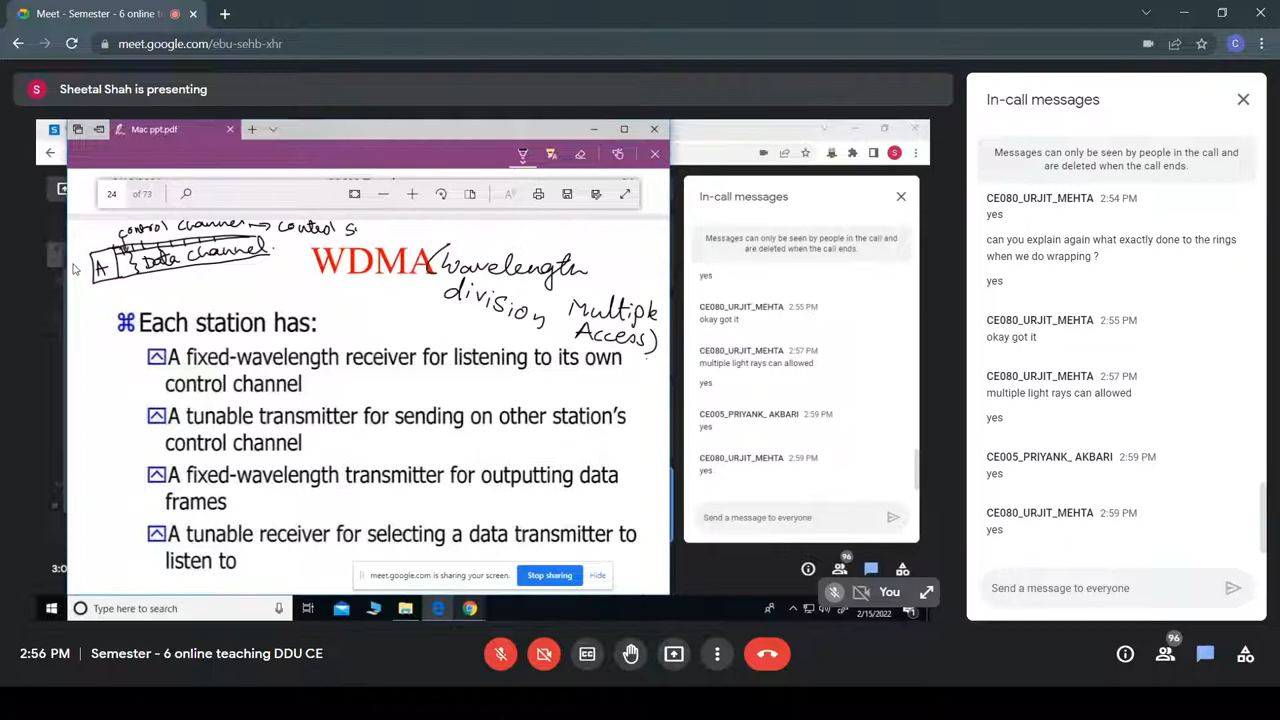 Meet - Semester - 6 online t
meet.google.com/ebu-sehb-xhr
C
S Sheetal Shah is presenting
Mac ppt.pdf
24 of 73
control channel → control s
A
Data channel
WDMA (wavelength
division Multiple
Access)
Each station has:
A fixed-wavelength receiver for listening to its own
control channel
A tunable transmitter for sending on other station's
control channel
A fixed-wavelength transmitter for outputting data
frames
A tunable receiver for selecting a data transmitter to
listen to
meet.google.com is sharing your screen. Stop sharing Hide
S
In-call messages
Messages can only be seen by people in the call and
are deleted when the call ends.
yes
CE080_URJIT_MEHTA 2:55 PM
okay got it
CE080_URJIT_MEHTA 2:57 PM
multiple light rays can allowed
yes
CE005_PRIYANK_ AKBARI 2:59 PM
yes
CE080_URJIT_MEHTA 2:59 PM
yes
Send a message to everyone
96
You
3:0
Type here to search
2/15/2022
In-call messages
Messages can only be seen by people in the call and
are deleted when the call ends.
CE080_URJIT_MEHTA 2:54 PM
yes
can you explain again what exactly done to the rings
when we do wrapping ?
yes
CE080_URJIT_MEHTA 2:55 PM
okay got it
CE080_URJIT_MEHTA 2:57 PM
multiple light rays can allowed
yes
CE005_PRIYANK_ AKBARI 2:59 PM
yes
CE080_URJIT_MEHTA 2:59 PM
yes
Send a message to everyone
2:56 PM Semester - 6 online teaching DDU CE
96